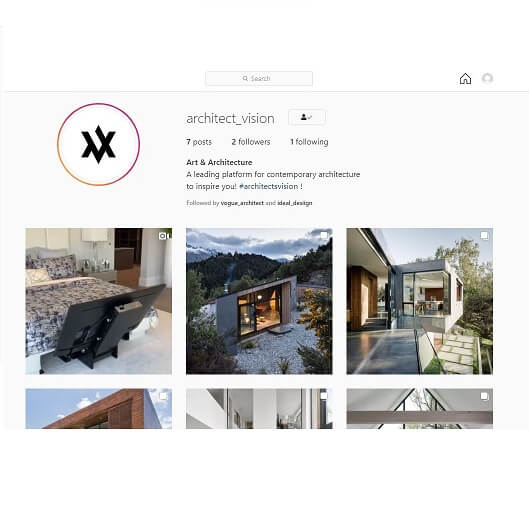 Search
architect_vision
7 posts 2 followers 1 following
Art & Architecture
A leading platform for contemporary architecture
to inspire you! #architectsvision !
Followed by vogue_architect and ideal_design